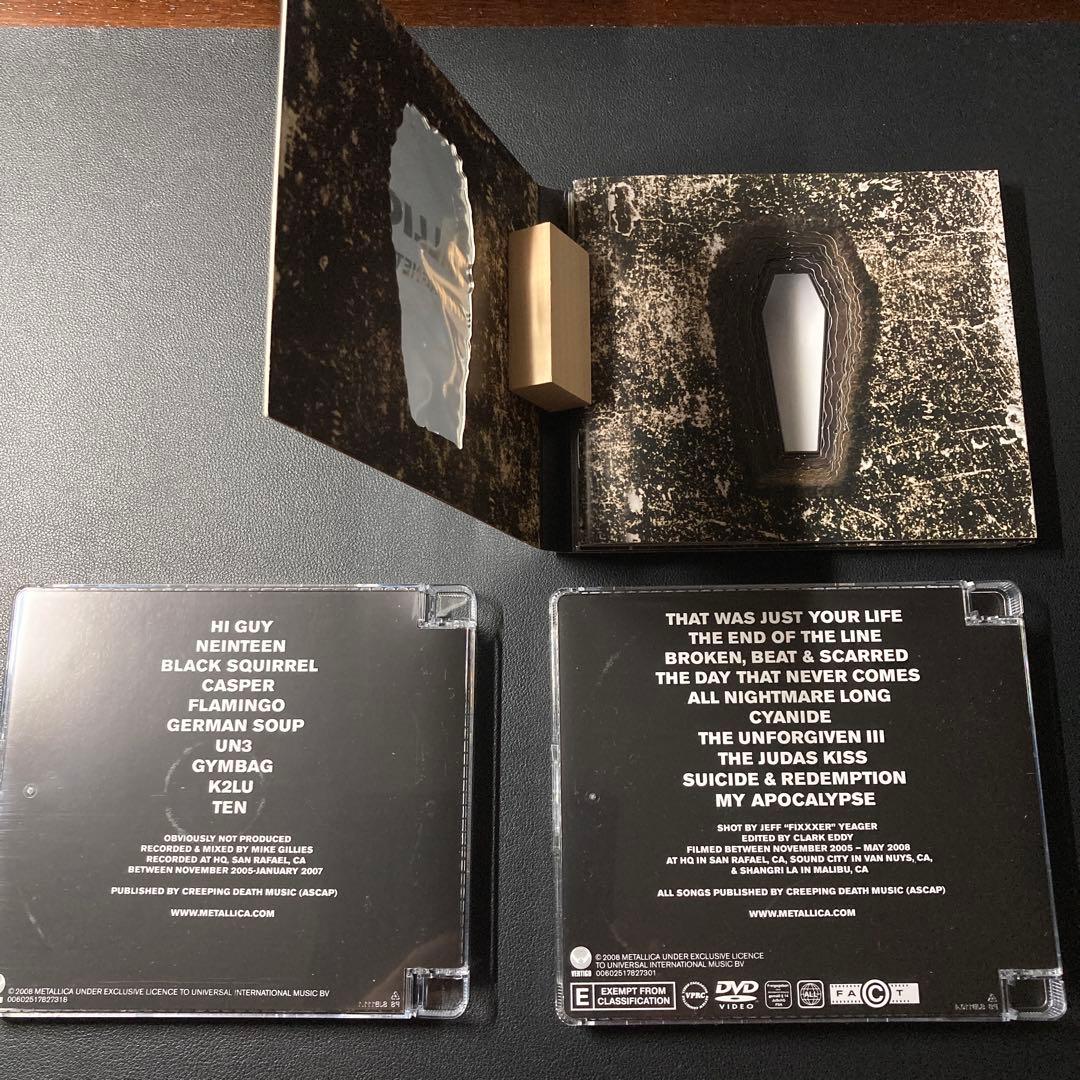 HI GUY
NEINTEEN
BLACK SQUIRREL
CASPER
FLAMINGO
GERMAN SOUP
UN3
GYMBAG
K2LU
TEN
OBVIOUSLY NOT PRODUCED
RECORDED & MIXED BY MIKE GILLIES
RECORDED AT HQ, SAN RAFAEL, CA
BETWEEN NOVEMBER 2005-JANUARY 2007
PUBLISHED BY CREEPING DEATH MUSIC (ASCAP)
WWW.METALLICA.COM
© 2008 METALLICA UNDER EXCLUSIVE LICENCE TO UNIVERSAL INTERNATIONAL MUSIC BV
00602517827318
THAT WAS JUST YOUR LIFE
THE END OF THE LINE
BROKEN, BEAT & SCARRED
THE DAY THAT NEVER COMES
ALL NIGHTMARE LONG
CYANIDE
THE UNFORGIVEN III
THE JUDAS KISS
SUICIDE & REDEMPTION
MY APOCALYPSE
SHOT BY JEFF “FIXXXER” YEAGER
EDITED BY CLARK EDDY
FILMED BETWEEN NOVEMBER 2005 – MAY 2008
AT HQ IN SAN RAFAEL, CA, SOUND CITY IN VAN NUYS, CA,
& SHANGRI LA IN MALIBU, CA
ALL SONGS PUBLISHED BY CREEPING DEATH MUSIC (ASCAP)
WWW.METALLICA.COM
VERTIGO
© 2008 METALLICA UNDER EXCLUSIVE LICENCE
TO UNIVERSAL INTERNATIONAL MUSIC BV
00602517827301
E EXEMPT FROM
CLASSIFICATION
VPRC
DVD
VIDEO
ALL
FACT